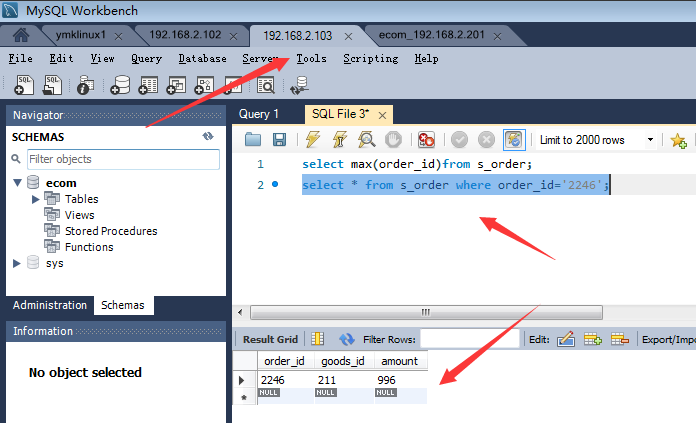 MySQL Workbench
ymklinux1 × 192.168.2.102 × 192.168.2.103 × ecom_192.168.2.201 ×
File Edit View Query Database Server Tools Scripting Help
Navigator
SCHEMAS
Filter objects
ecom
Tables
Views
Stored Procedures
Functions
sys
Administration Schemas
Information
No object selected
Query 1 SQL File 3* ×
Limit to 2000 rows
1 select max(order_id)from s_order;
2 select * from s_order where order_id='2246';
Result Grid Filter Rows: Edit: Export/Impo
order_id goods_id amount
2246 211 996
NULL NULL NULL